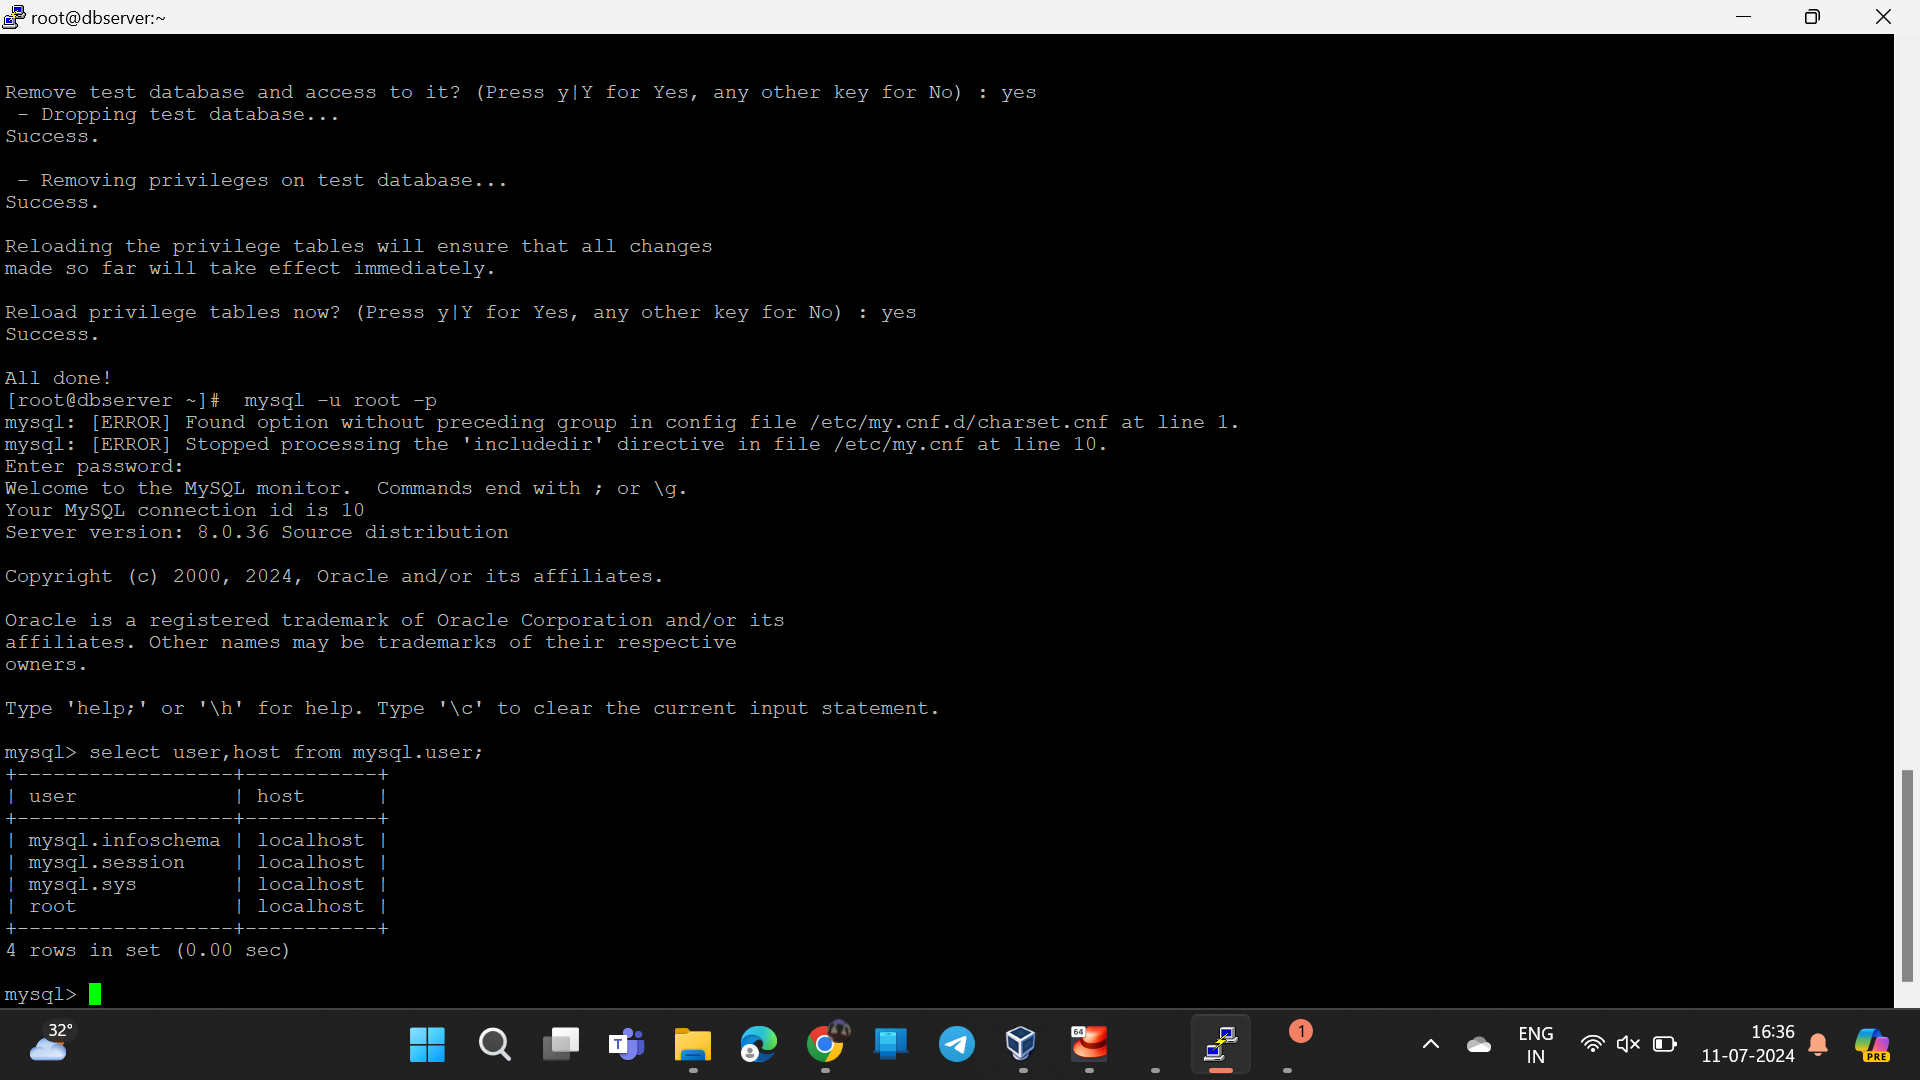 root@dbserver:~
Remove test database and access to it? (Press y|Y for Yes, any other key for No) : yes
 - Dropping test database...
Success.
 - Removing privileges on test database...
Success.
Reloading the privilege tables will ensure that all changes
made so far will take effect immediately.
Reload privilege tables now? (Press y|Y for Yes, any other key for No) : yes
Success.
All done!
[root@dbserver ~]#  mysql -u root -p
mysql: [ERROR] Found option without preceding group in config file /etc/my.cnf.d/charset.cnf at line 1.
mysql: [ERROR] Stopped processing the 'includedir' directive in file /etc/my.cnf at line 10.
Enter password:
Welcome to the MySQL monitor.  Commands end with ; or \g.
Your MySQL connection id is 10
Server version: 8.0.36 Source distribution
Copyright (c) 2000, 2024, Oracle and/or its affiliates.
Oracle is a registered trademark of Oracle Corporation and/or its
affiliates. Other names may be trademarks of their respective
owners.
Type 'help;' or '\h' for help. Type '\c' to clear the current input statement.
mysql> select user,host from mysql.user;
+------------------+-----------+
| user             | host      |
+------------------+-----------+
| mysql.infoschema | localhost |
| mysql.session    | localhost |
| mysql.sys        | localhost |
| root             | localhost |
+------------------+-----------+
4 rows in set (0.00 sec)
mysql>
32°
T
64
1
ENG
IN
16:36
11-07-2024
PRE